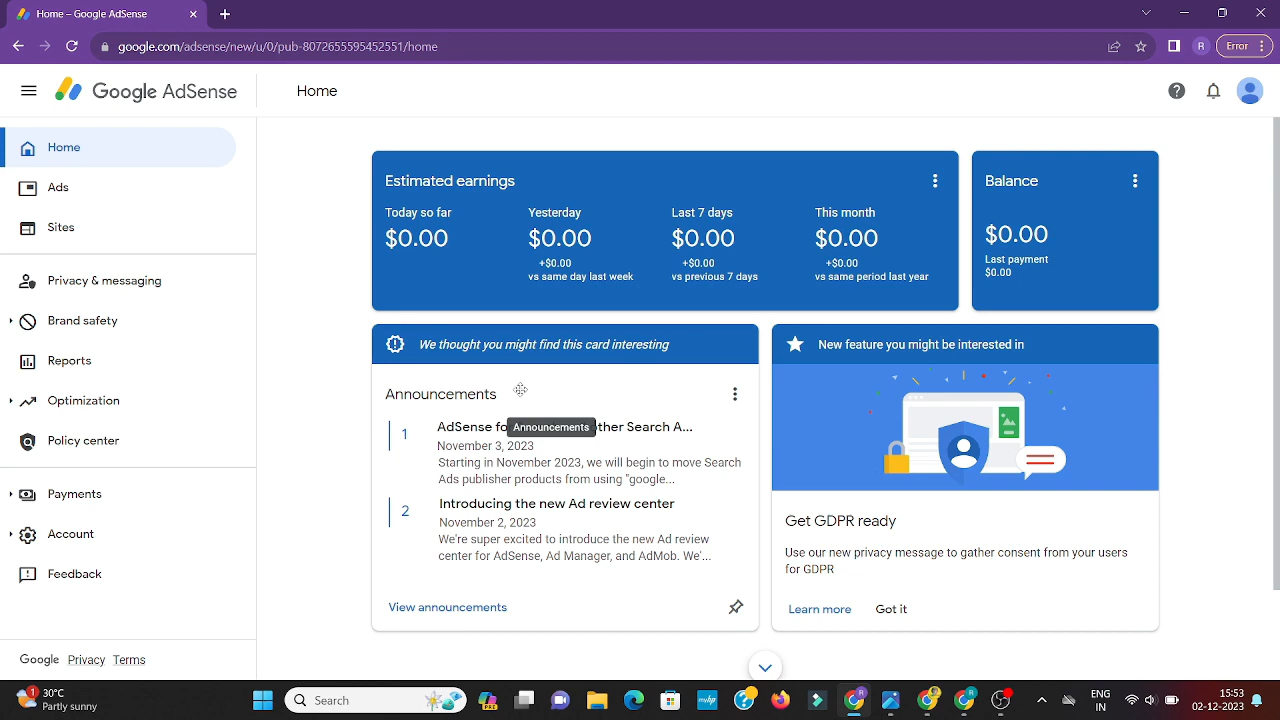 Home – Google AdSense
google.com/adsense/new/u/0/pub-8072655595452551/home
R
Error
Google AdSense
Home
Home
Ads
Sites
Privacy & messaging
Brand safety
Reports
Optimization
Policy center
Payments
Account
Feedback
Google Privacy Terms
Estimated earnings
Today so far
$0.00
Yesterday
$0.00
+$0.00
vs same day last week
Last 7 days
$0.00
+$0.00
vs previous 7 days
This month
$0.00
+$0.00
vs same period last year
Balance
$0.00
Last payment
$0.00
We thought you might find this card interesting
Announcements
Announcements
1
AdSense fo ther Search A...
November 3, 2023
Starting in November 2023, we will begin to move Search
Ads publisher products from using "google...
2
Introducing the new Ad review center
November 2, 2023
We're super excited to introduce the new Ad review
center for AdSense, Ad Manager, and AdMob. We'...
View announcements
New feature you might be interested in
Get GDPR ready
Use our new privacy message to gather consent from your users
for GDPR
Learn more Got it
1
30°C
Partly sunny
Search
PRE
ENG
IN
15:53
02-12-2023